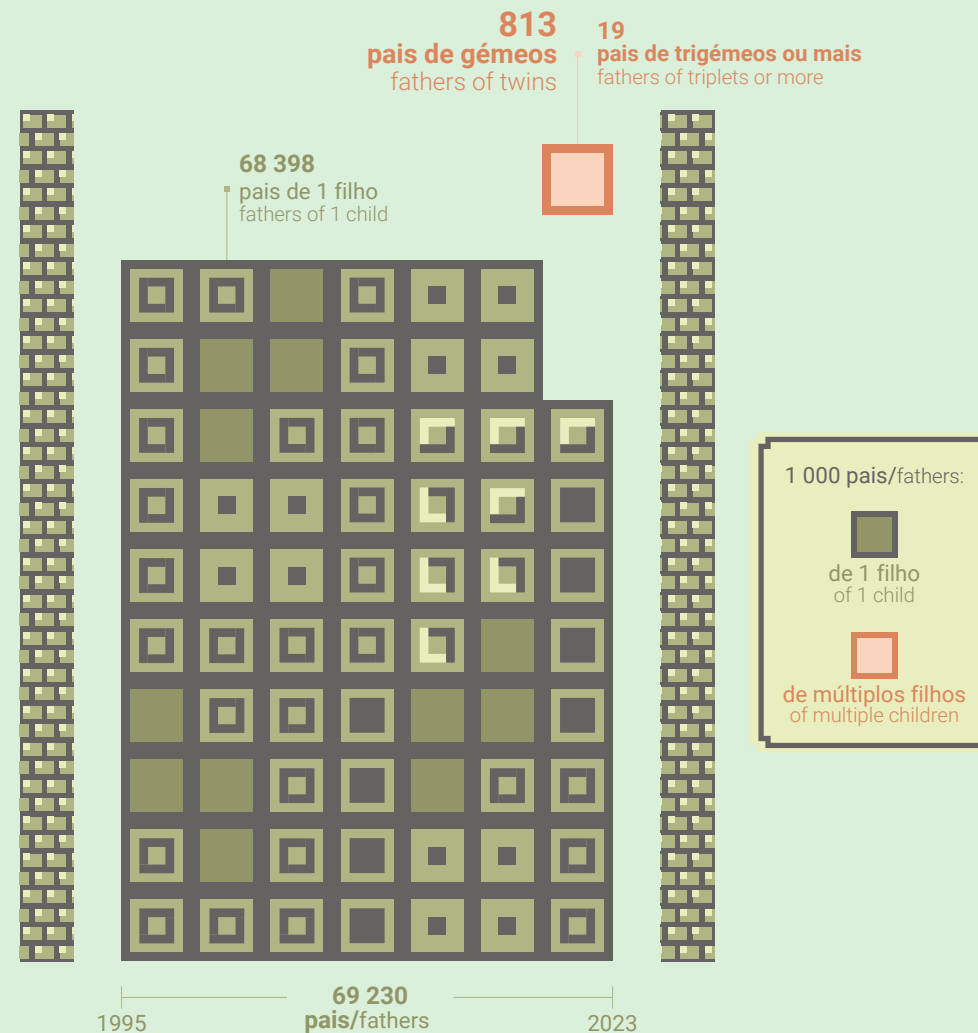 813
pais de gémeos
fathers of twins
19
pais de trigémeos ou mais
fathers of triplets or more
68 398
pais de 1 filho
fathers of 1 child
1 000 pais/fathers:
de 1 filho
of 1 child
de múltiplos filhos
of multiple children
69 230
pais/fathers
1995
2023